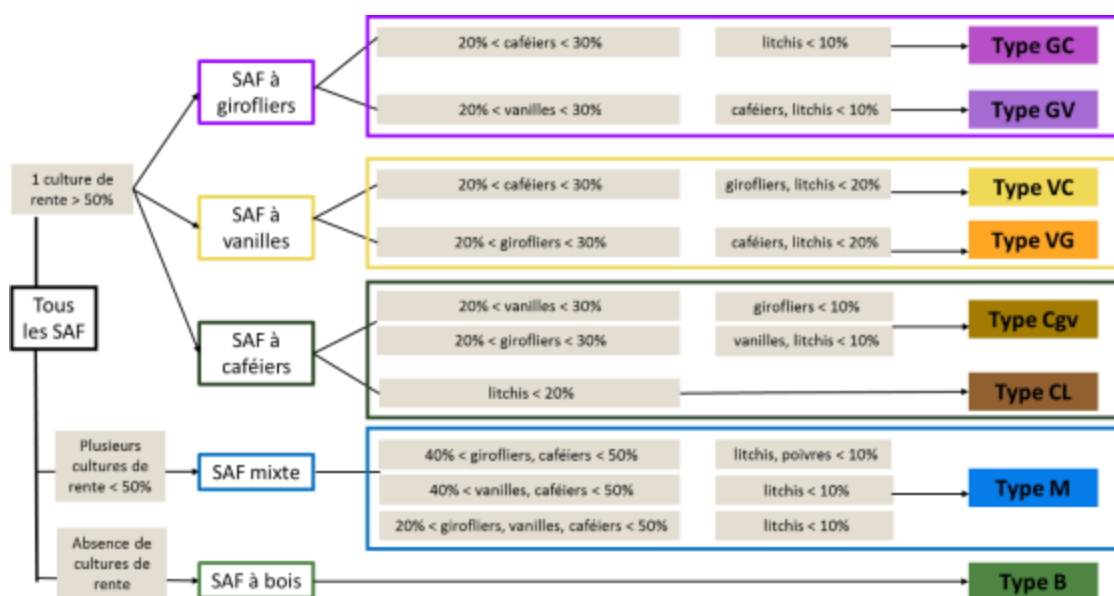 20% < caféiers < 30%
litchis < 10%
Type GC
SAF à
girofliers
20% < vanilles < 30%
caféiers, litchis < 10%
Type GV
1 culture de
rente > 50%
20% < caféiers < 30%
girofliers, litchis < 20%
Type VC
SAF à
vanilles
20% < girofliers < 30%
caféiers, litchis < 20%
Type VG
Tous
les SAF
20% < vanilles < 30%
girofliers < 10%
Type Cgv
SAF à
caféiers
20% < girofliers < 30%
vanilles, litchis < 10%
litchis < 20%
Type CL
Plusieurs
cultures de
rente < 50%
SAF mixte
40% < girofliers, caféiers < 50%
litchis, poivres < 10%
40% < vanilles, caféiers < 50%
litchis < 10%
Type M
20% < girofliers, vanilles, caféiers < 50%
litchis < 10%
Absence de
cultures de
rente
SAF à bois
Type B